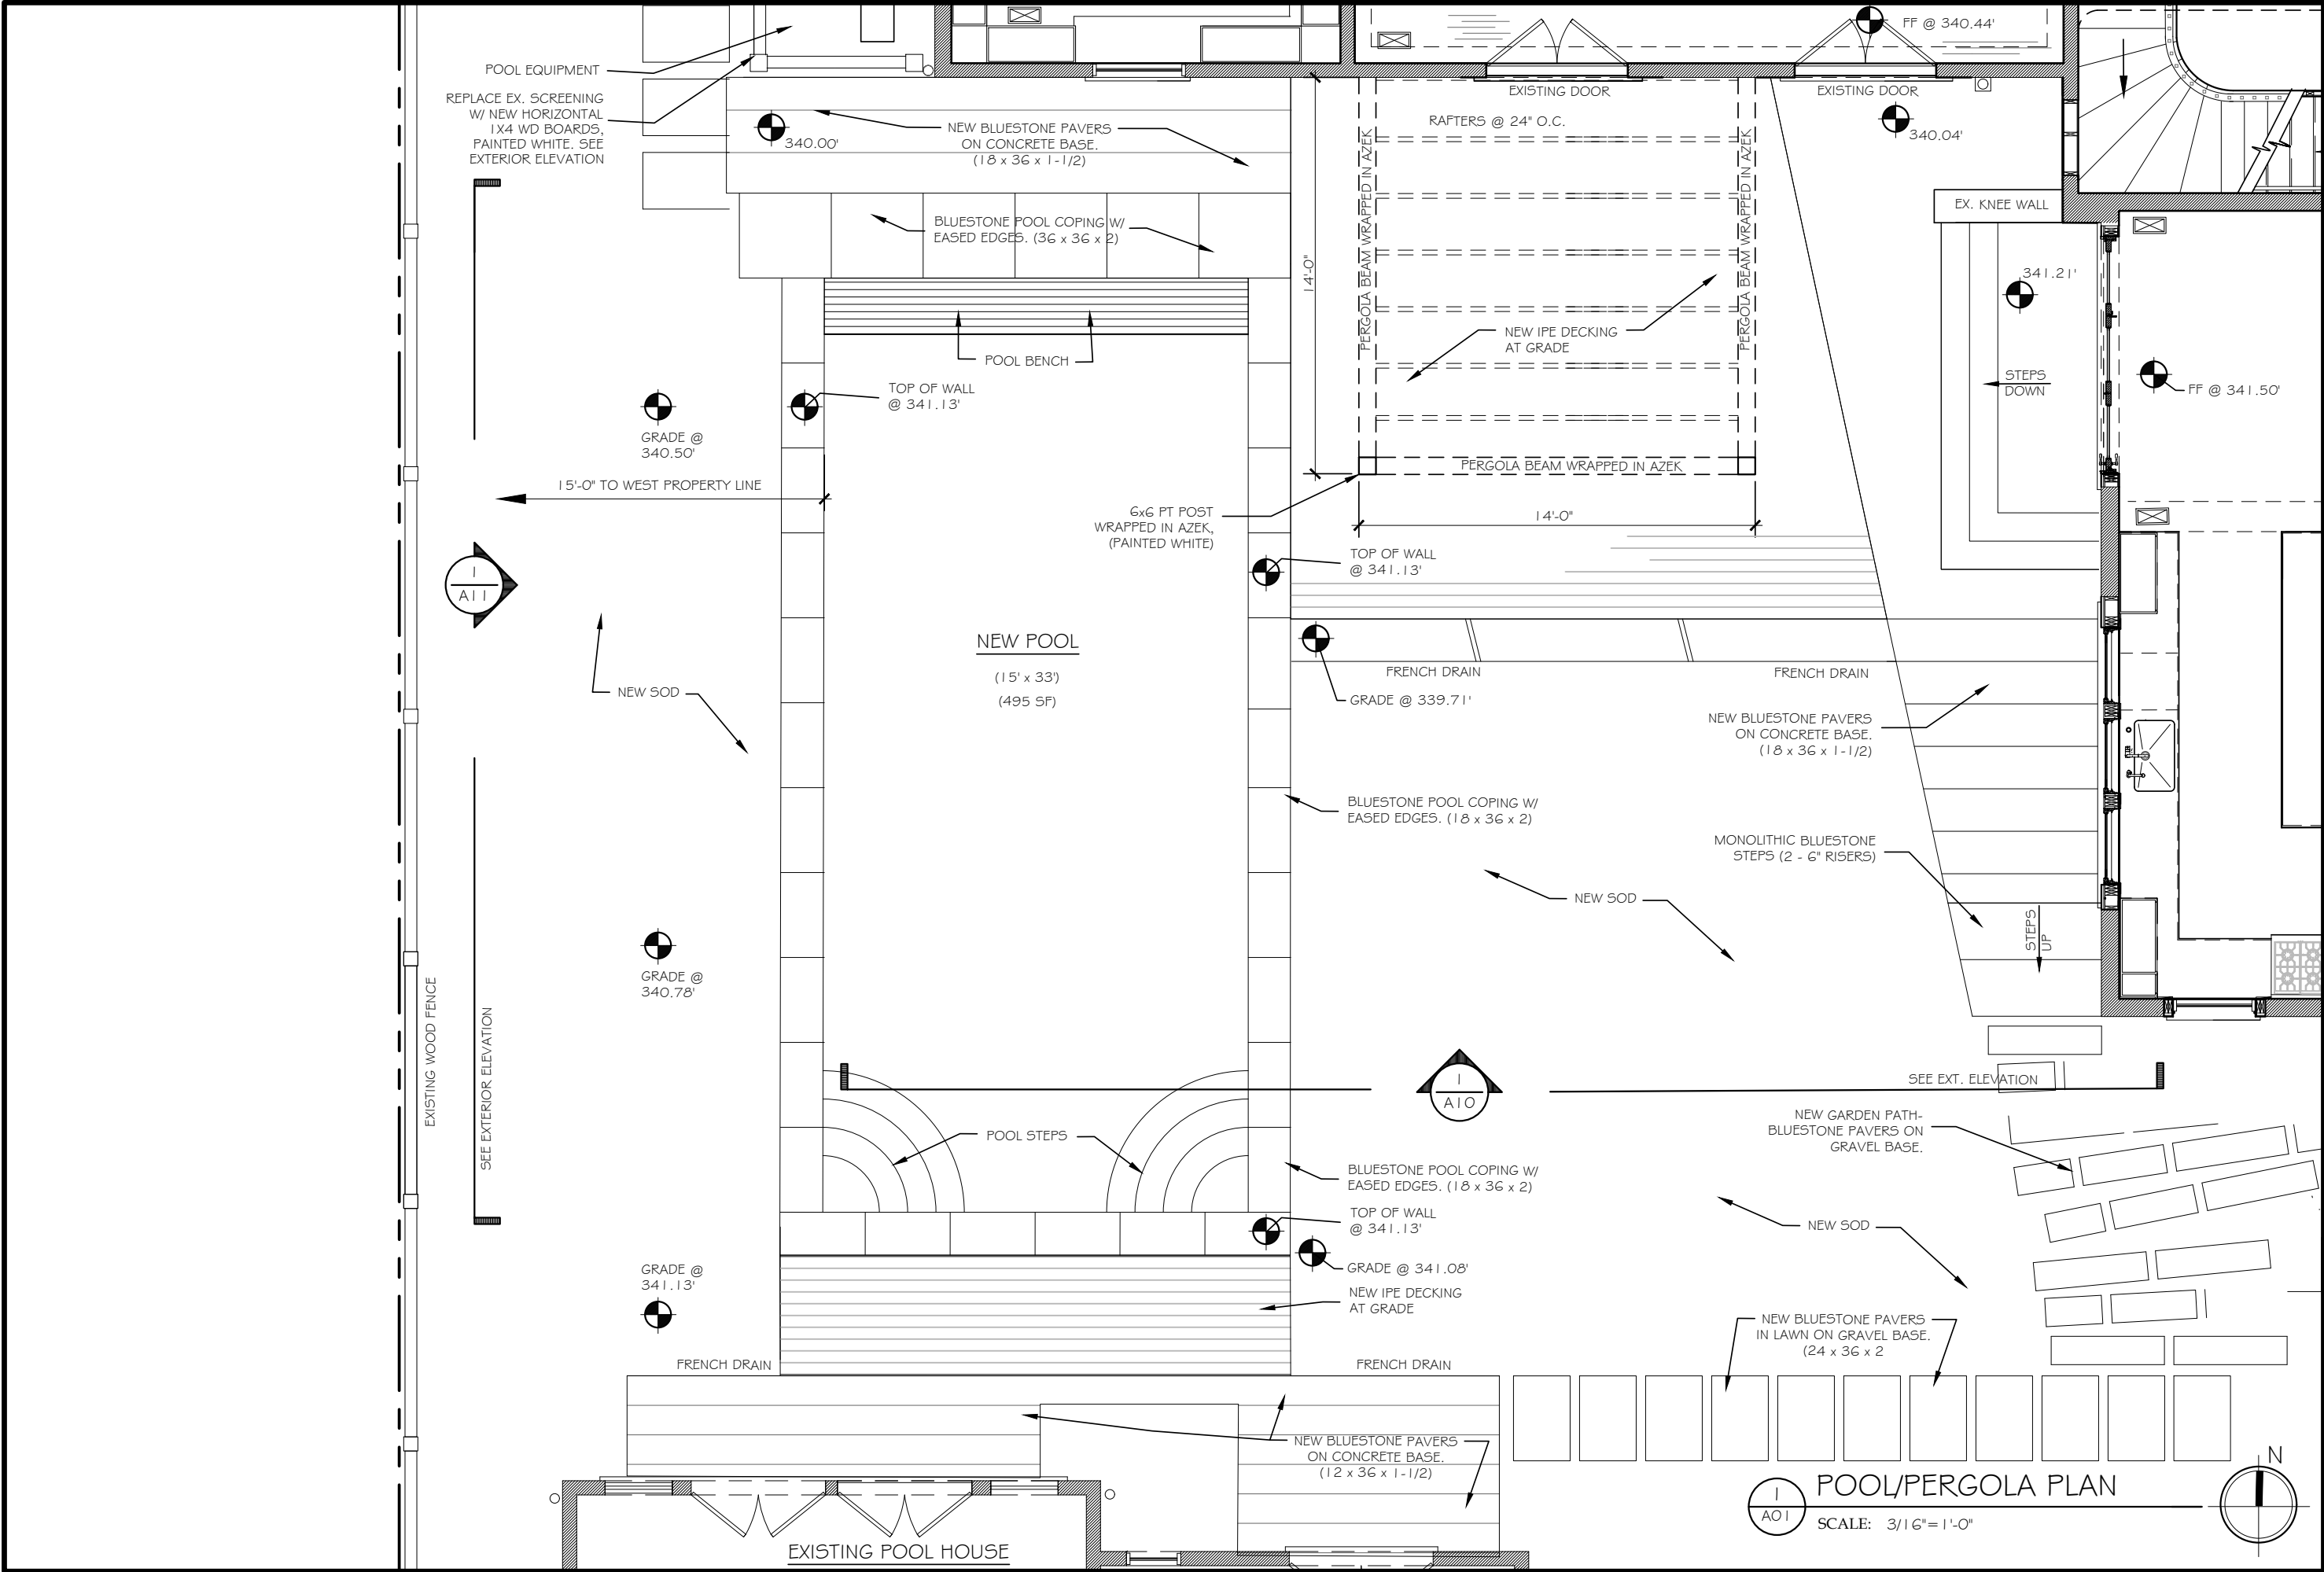 POOL EQUIPMENT
REPLACE EX. SCREENING
W/ NEW HORIZONTAL
1X4 WD BOARDS,
PAINTED WHITE. SEE
EXTERIOR ELEVATION
340.00'
NEW BLUESTONE PAVERS
ON CONCRETE BASE.
(18 x 36 x 1-1/2)
BLUESTONE POOL COPING W/
EASED EDGES. (36 x 36 x 2)
POOL BENCH
TOP OF WALL
@ 341.13'
GRADE @
340.50'
15'-0" TO WEST PROPERTY LINE
1
A11
NEW SOD
NEW POOL
(15' x 33')
(495 SF)
GRADE @
340.78'
EXISTING WOOD FENCE
SEE EXTERIOR ELEVATION
POOL STEPS
GRADE @
341.13'
FRENCH DRAIN
EXISTING POOL HOUSE
FF @ 340.44'
EXISTING DOOR
EXISTING DOOR
RAFTERS @ 24" O.C.
340.04'
PERGOLA BEAM WRAPPED IN AZEK
PERGOLA BEAM WRAPPED IN AZEK
14'-0"
NEW IPE DECKING
AT GRADE
PERGOLA BEAM WRAPPED IN AZEK
6x6 PT POST
WRAPPED IN AZEK,
(PAINTED WHITE)
14'-0"
EX. KNEE WALL
341.21'
STEPS
DOWN
FF @ 341.50'
TOP OF WALL
@ 341.13'
FRENCH DRAIN
FRENCH DRAIN
GRADE @ 339.71'
NEW BLUESTONE PAVERS
ON CONCRETE BASE.
(18 x 36 x 1-1/2)
BLUESTONE POOL COPING W/
EASED EDGES. (18 x 36 x 2)
MONOLITHIC BLUESTONE
STEPS (2 - 6" RISERS)
NEW SOD
STEPS
UP
1
A10
SEE EXT. ELEVATION
NEW GARDEN PATH-
BLUESTONE PAVERS ON
GRAVEL BASE.
BLUESTONE POOL COPING W/
EASED EDGES. (18 x 36 x 2)
TOP OF WALL
@ 341.13'
NEW SOD
GRADE @ 341.08'
NEW IPE DECKING
AT GRADE
NEW BLUESTONE PAVERS
IN LAWN ON GRAVEL BASE.
(24 x 36 x 2
FRENCH DRAIN
NEW BLUESTONE PAVERS
ON CONCRETE BASE.
(12 x 36 x 1-1/2)
1
A01
POOL/PERGOLA PLAN
SCALE: 3/16"=1'-0"
N